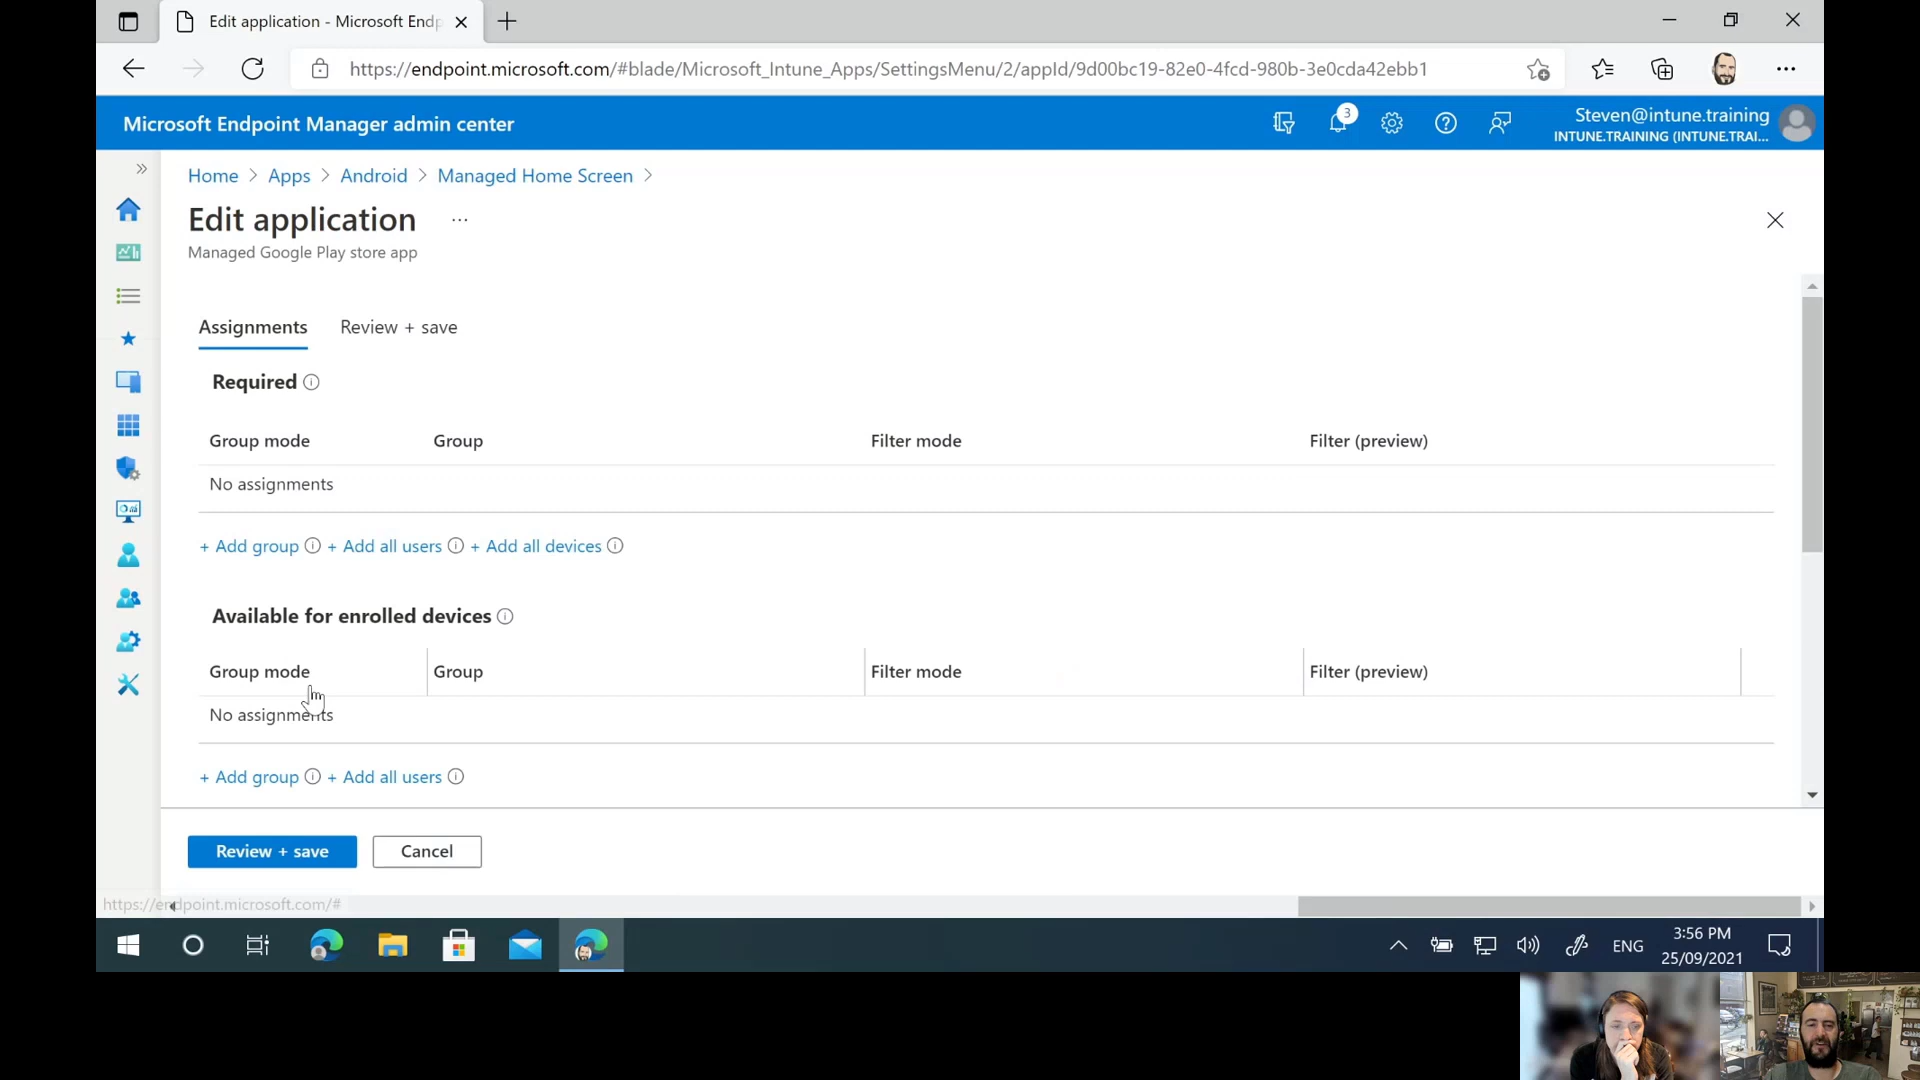 Edit application - Microsoft Endp
https://endpoint.microsoft.com/#blade/Microsoft_Intune_Apps/SettingsMenu/2/appId/9d00bc19-82e0-4fcd-980b-3e0cda42ebb1
Microsoft Endpoint Manager admin center
3
Steven@intune.training
INTUNE.TRAINING (INTUNE.TRAI...
Home > Apps > Android > Managed Home Screen >
Edit application ...
Managed Google Play store app
Assignments Review + save
Required
Group mode Group Filter mode Filter (preview)
No assignments
+ Add group + Add all users + Add all devices
Available for enrolled devices
Group mode Group Filter mode Filter (preview)
No assignments
+ Add group + Add all users
Review + save Cancel
https://endpoint.microsoft.com/#
ENG
3:56 PM
25/09/2021